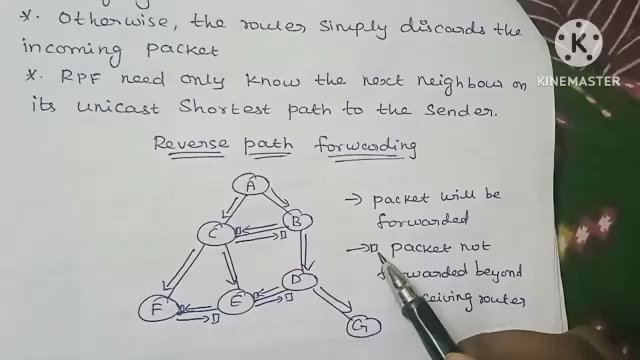 *. Otherwise, the router simply discards the
incoming packet
*. RPF need only know the next neighbour on
its unicast shortest path to the sender.
Reverse path forwarding
A
→ packet will be
forwarded
C
B
→▯ packet not
forwarded beyond
D
receiving router
F
E
G
K
KINEMASTER